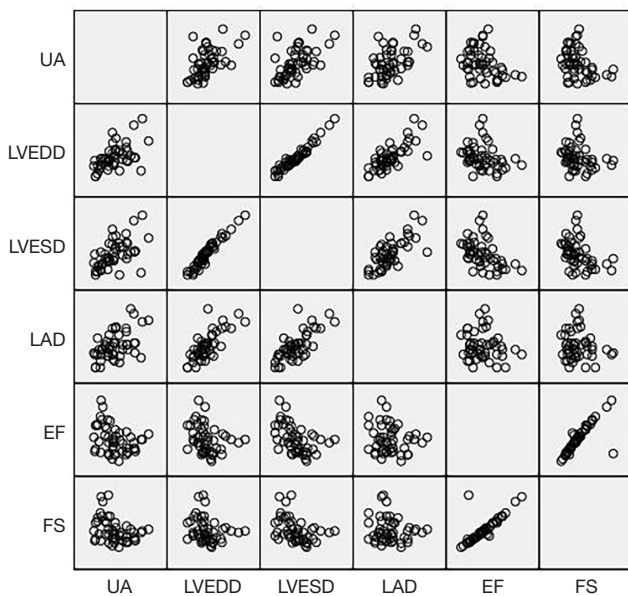 UA
LVEDD
LVESD
LAD
EF
FS
UA LVEDD LVESD LAD EF FS